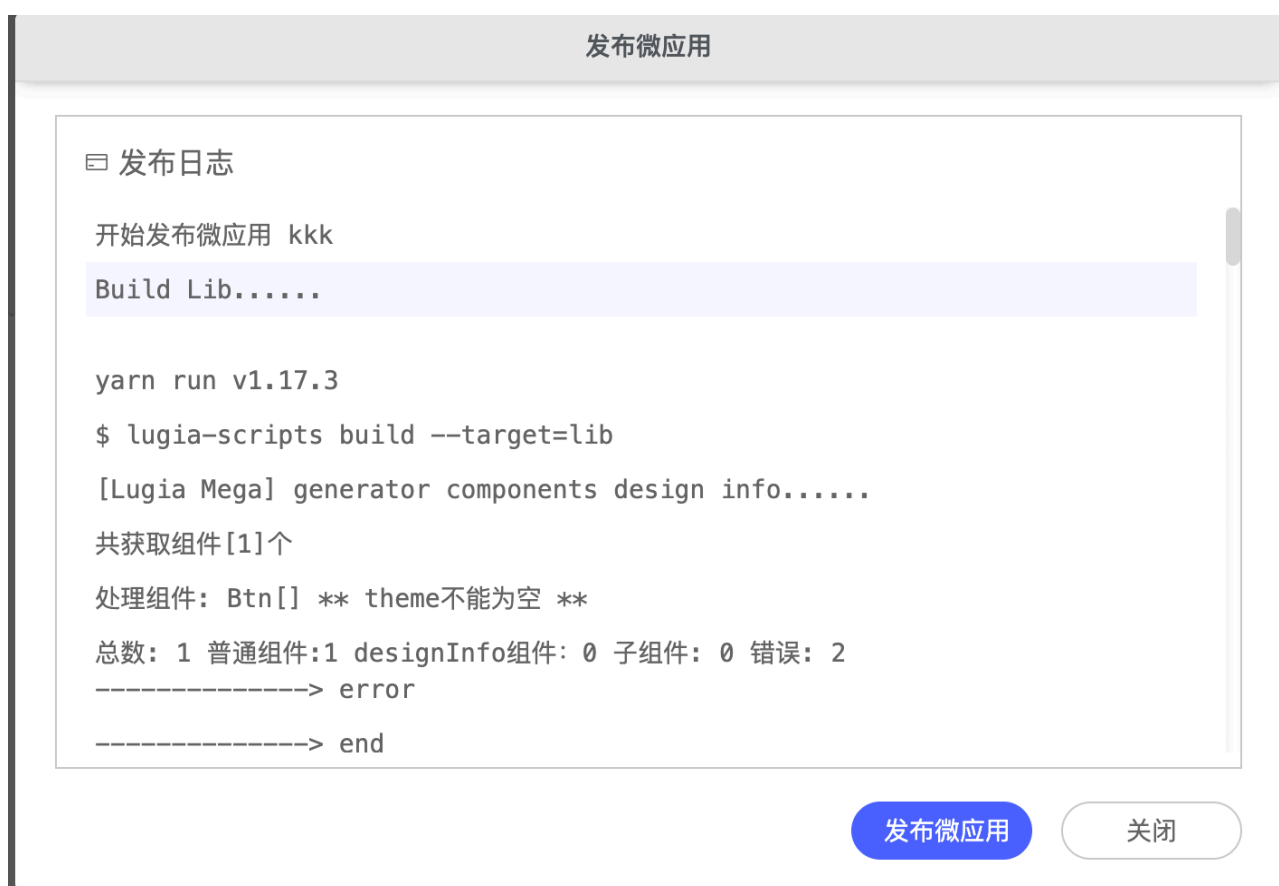 发布微应用
发布日志
开始发布微应用 kkk
Build Lib......
yarn run v1.17.3
$ lugia-scripts build --target=lib
[Lugia Mega] generator components design info......
共获取组件[1]个
处理组件: Btn[] ** theme不能为空 **
总数: 1 普通组件:1 designInfo组件: 0 子组件: 0 错误: 2
--------------> error
--------------> end
发布微应用
关闭